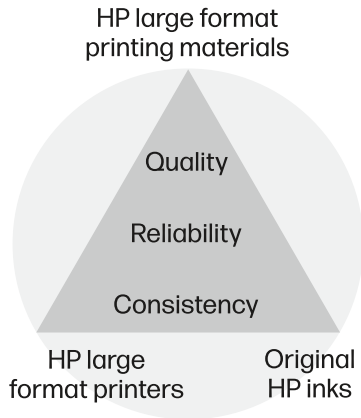 HP large format
printing materials
Quality
Reliability
Consistency
HP large
format printers
Original
HP inks